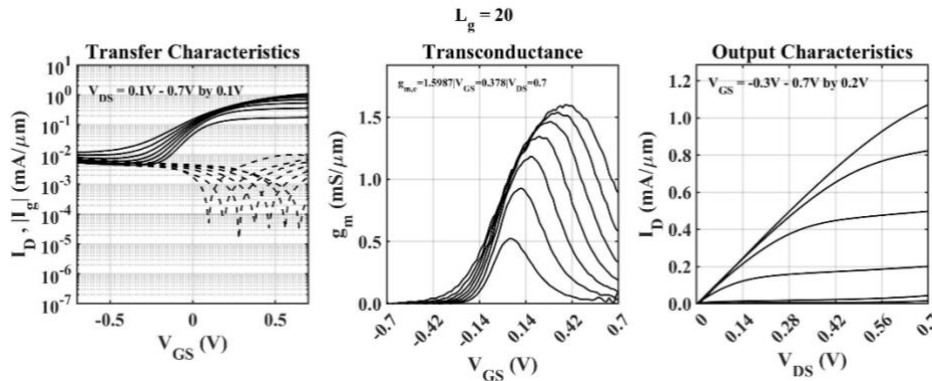 L_g = 20
Transfer Characteristics
V_DS = 0.1V - 0.7V by 0.1V
I_D , |I_g| (mA/μm)
10^1
10^0
10^-1
10^-2
10^-3
10^-4
10^-5
10^-6
10^-7
-0.5
0
0.5
V_GS (V)
Transconductance
g_m,e=1.5987|V_GS=0.378|V_DS=0.7
g_m (mS/μm)
1.5
1.0
0.5
0.0
-0.7
-0.42
-0.14
0.14
0.42
0.7
V_GS (V)
Output Characteristics
V_GS = -0.3V - 0.7V by 0.2V
I_D (mA/μm)
1.2
1.0
0.8
0.6
0.4
0.2
0.0
0
0.14
0.28
0.42
0.56
0.7
V_DS (V)